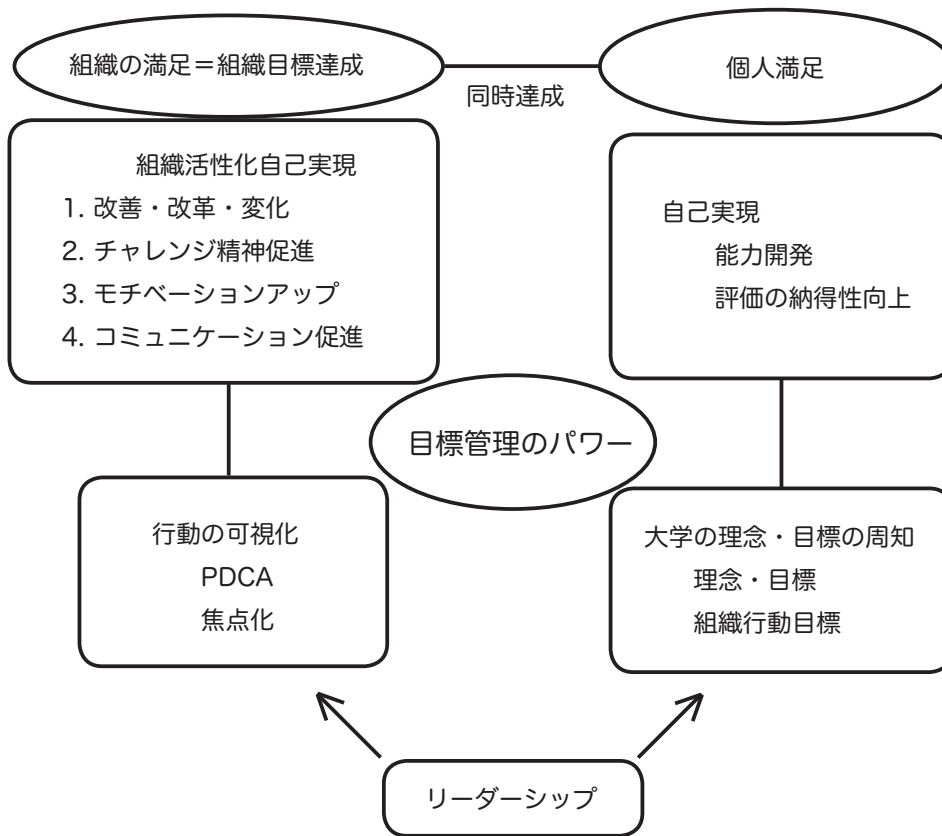 組織の満足＝組織目標達成
個人満足
同時達成
組織活性化自己実現
1. 改善・改革・変化
2. チャレンジ精神促進
3. モチベーションアップ
4. コミュニケーション促進
自己実現
能力開発
評価の納得性向上
目標管理のパワー
行動の可視化
PDCA
焦点化
大学の理念・目標の周知
理念・目標
組織行動目標
リーダーシップ